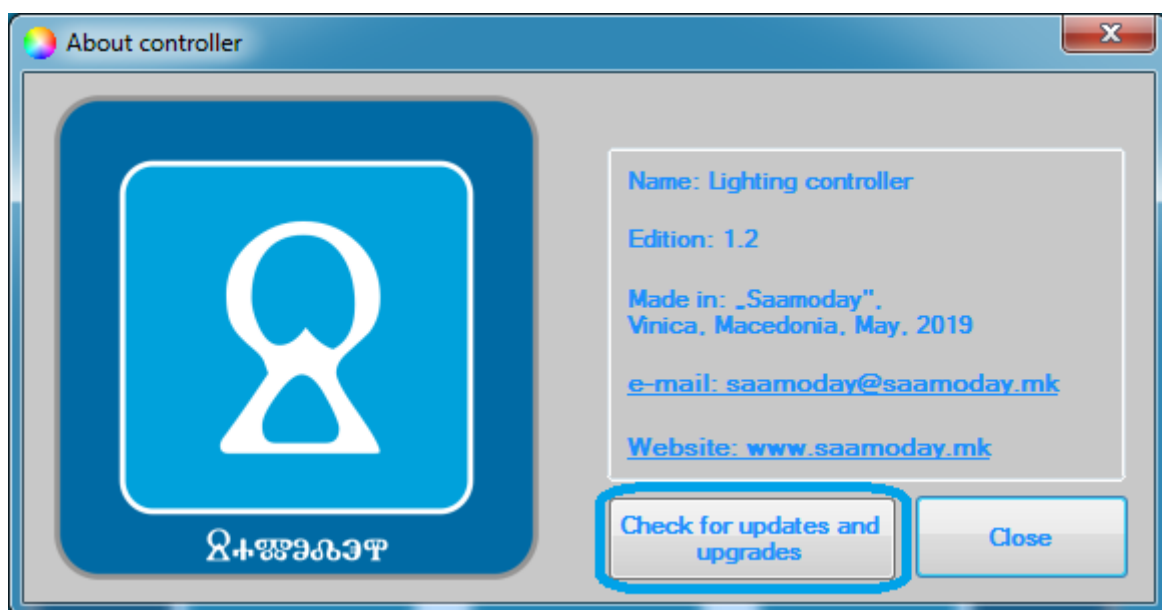 About controller
Name: Lighting controller
Edition: 1.2
Made in: „Saamoday",
Vinica, Macedonia, May, 2019
e-mail: saamoday@saamoday.mk
Website: www.saamoday.mk
Check for updates and
upgrades
Close